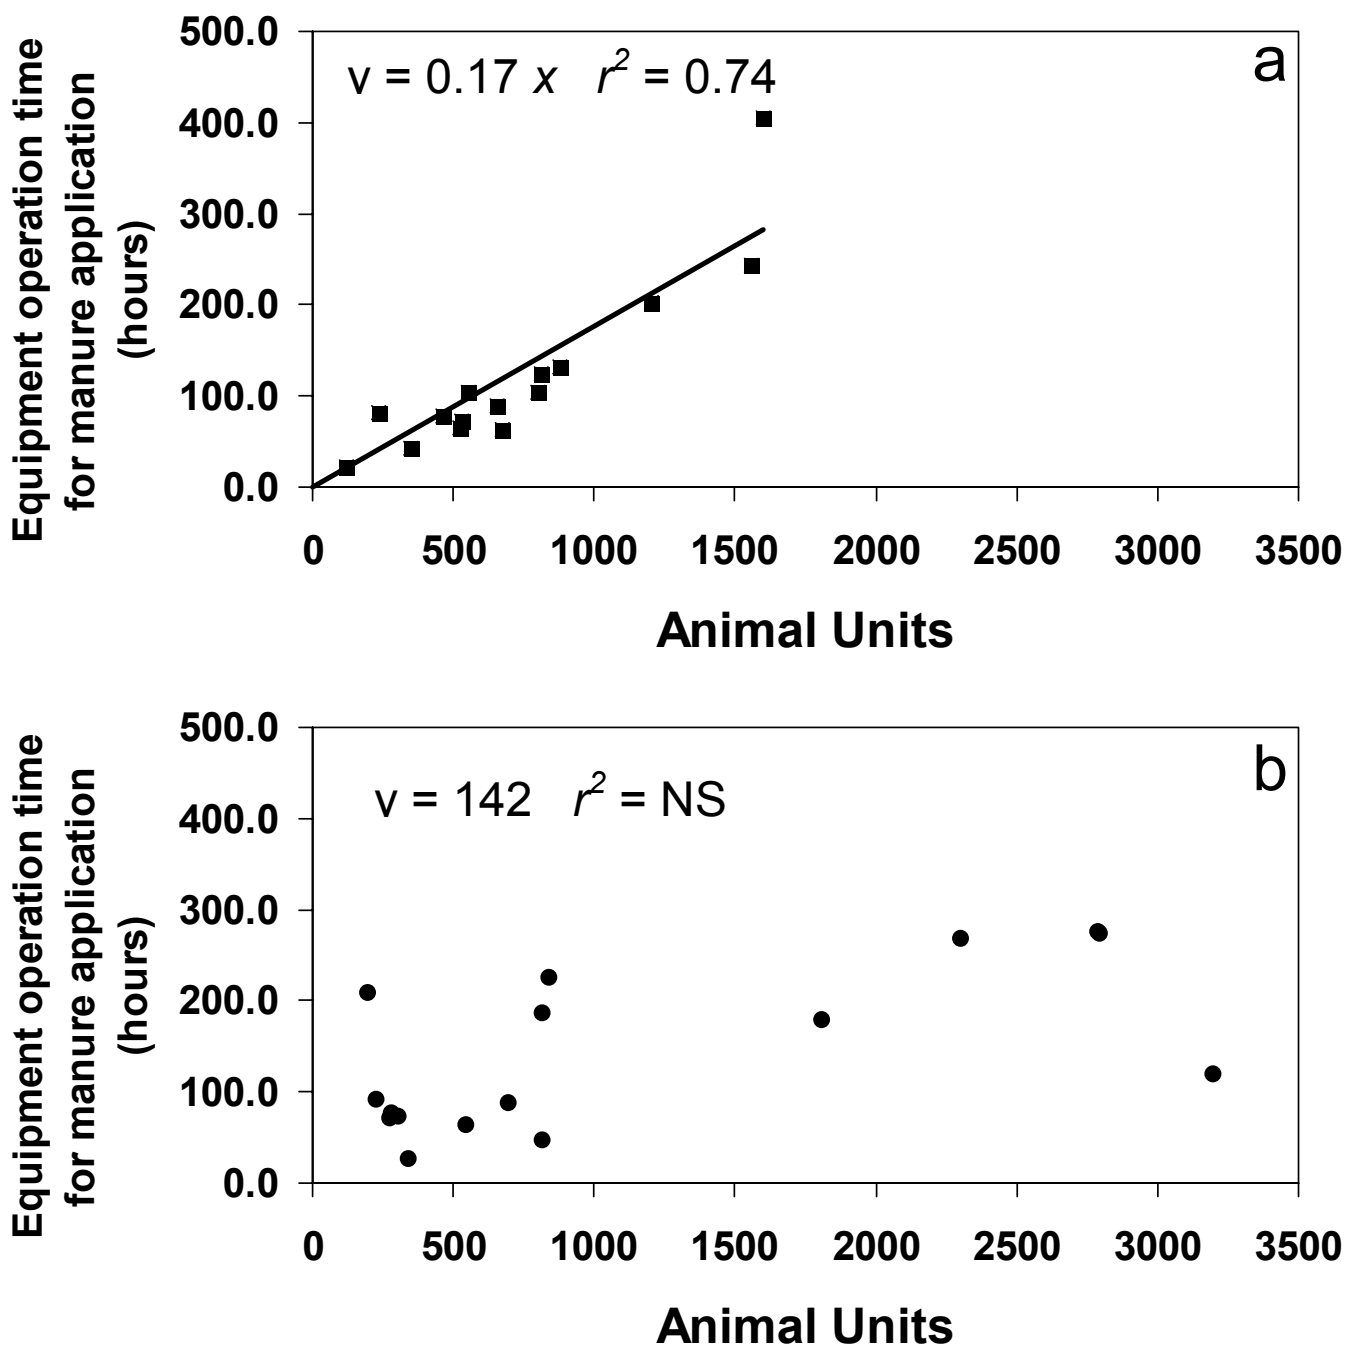 Equipment operation time
for manure application
(hours)
500.0
400.0
300.0
200.0
100.0
0.0
v = 0.17 x r² = 0.74
a
0 500 1000 1500 2000 2500 3000 3500
Animal Units
Equipment operation time
for manure application
(hours)
500.0
400.0
300.0
200.0
100.0
0.0
v = 142 r² = NS
b
0 500 1000 1500 2000 2500 3000 3500
Animal Units